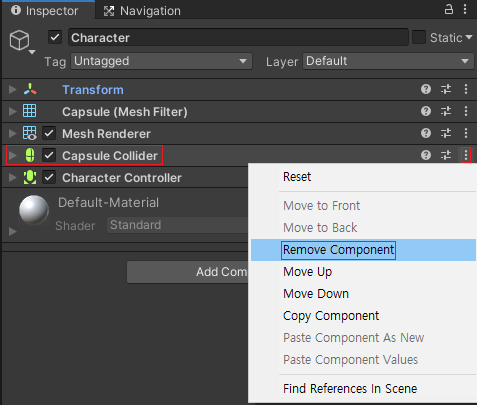 Inspector
Navigation
Character
Static
Tag Untagged Layer Default
Transform
Capsule (Mesh Filter)
Mesh Renderer
Capsule Collider
Character Controller
Default-Material
Shader Standard
Add Com
Reset
Move to Front
Move to Back
Remove Component
Move Up
Move Down
Copy Component
Paste Component As New
Paste Component Values
Find References In Scene